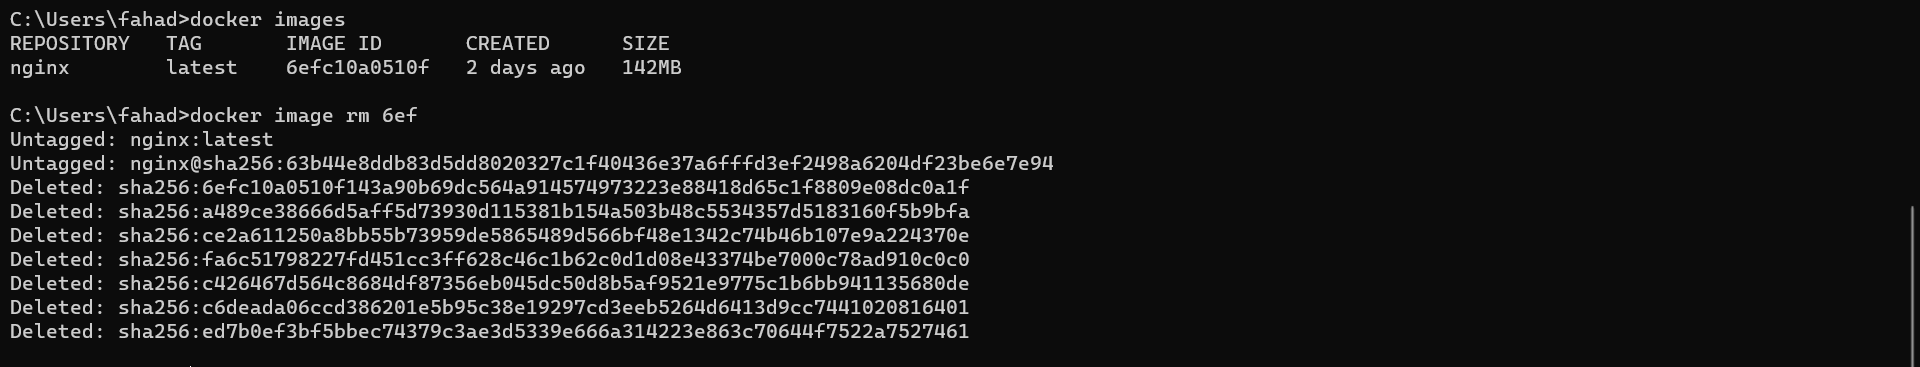 C:\Users\fahad>docker images
REPOSITORY   TAG       IMAGE ID       CREATED      SIZE
nginx        latest    6efc10a0510f   2 days ago   142MB
C:\Users\fahad>docker image rm 6ef
Untagged: nginx:latest
Untagged: nginx@sha256:63b44e8ddb83d5dd8020327c1f40436e37a6fffd3ef2498a6204df23be6e7e94
Deleted: sha256:6efc10a0510f143a90b69dc564a914574973223e88418d65c1f8809e08dc0a1f
Deleted: sha256:a489ce38666d5aff5d73930d115381b154a503b48c5534357d5183160f5b9bfa
Deleted: sha256:ce2a611250a8bb55b73959de5865489d566bf48e1342c74b46b107e9a224370e
Deleted: sha256:fa6c51798227fd451cc3ff628c46c1b62c0d1d08e43374be7000c78ad910c0c0
Deleted: sha256:c426467d564c8684df87356eb045dc50d8b5af9521e9775c1b6bb941135680de
Deleted: sha256:c6deada06ccd386201e5b95c38e19297cd3eeb5264d6413d9cc7441020816401
Deleted: sha256:ed7b0ef3bf5bbec74379c3ae3d5339e666a314223e863c70644f7522a7527461